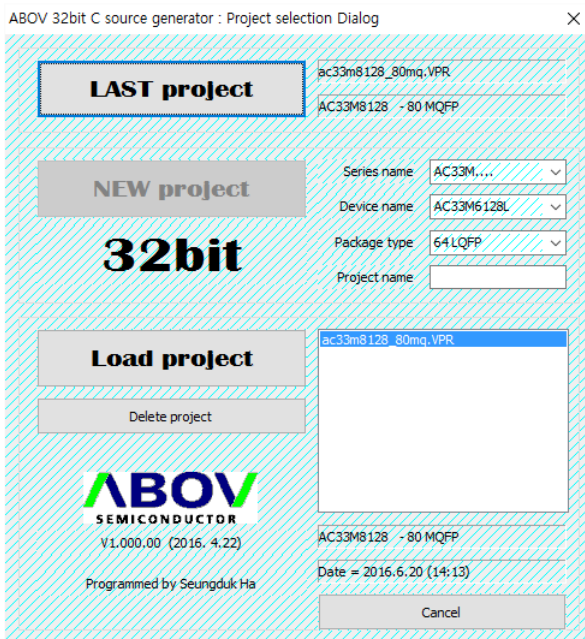 ABOV 32bit C source generator : Project selection Dialog
LAST project
ac33m8128_80mq.VPR
AC33M8128 - 80 MQFP
NEW project
Series name AC33M....
Device name AC33M6128L
Package type 64 LQFP
Project name
32bit
Load project
ac33m8128_80mq.VPR
Delete project
ABOV
SEMICONDUCTOR
V1.000.00 (2016. 4.22)
Programmed by Seungduk Ha
AC33M8128 - 80 MQFP
Date = 2016.6.20 (14:13)
Cancel